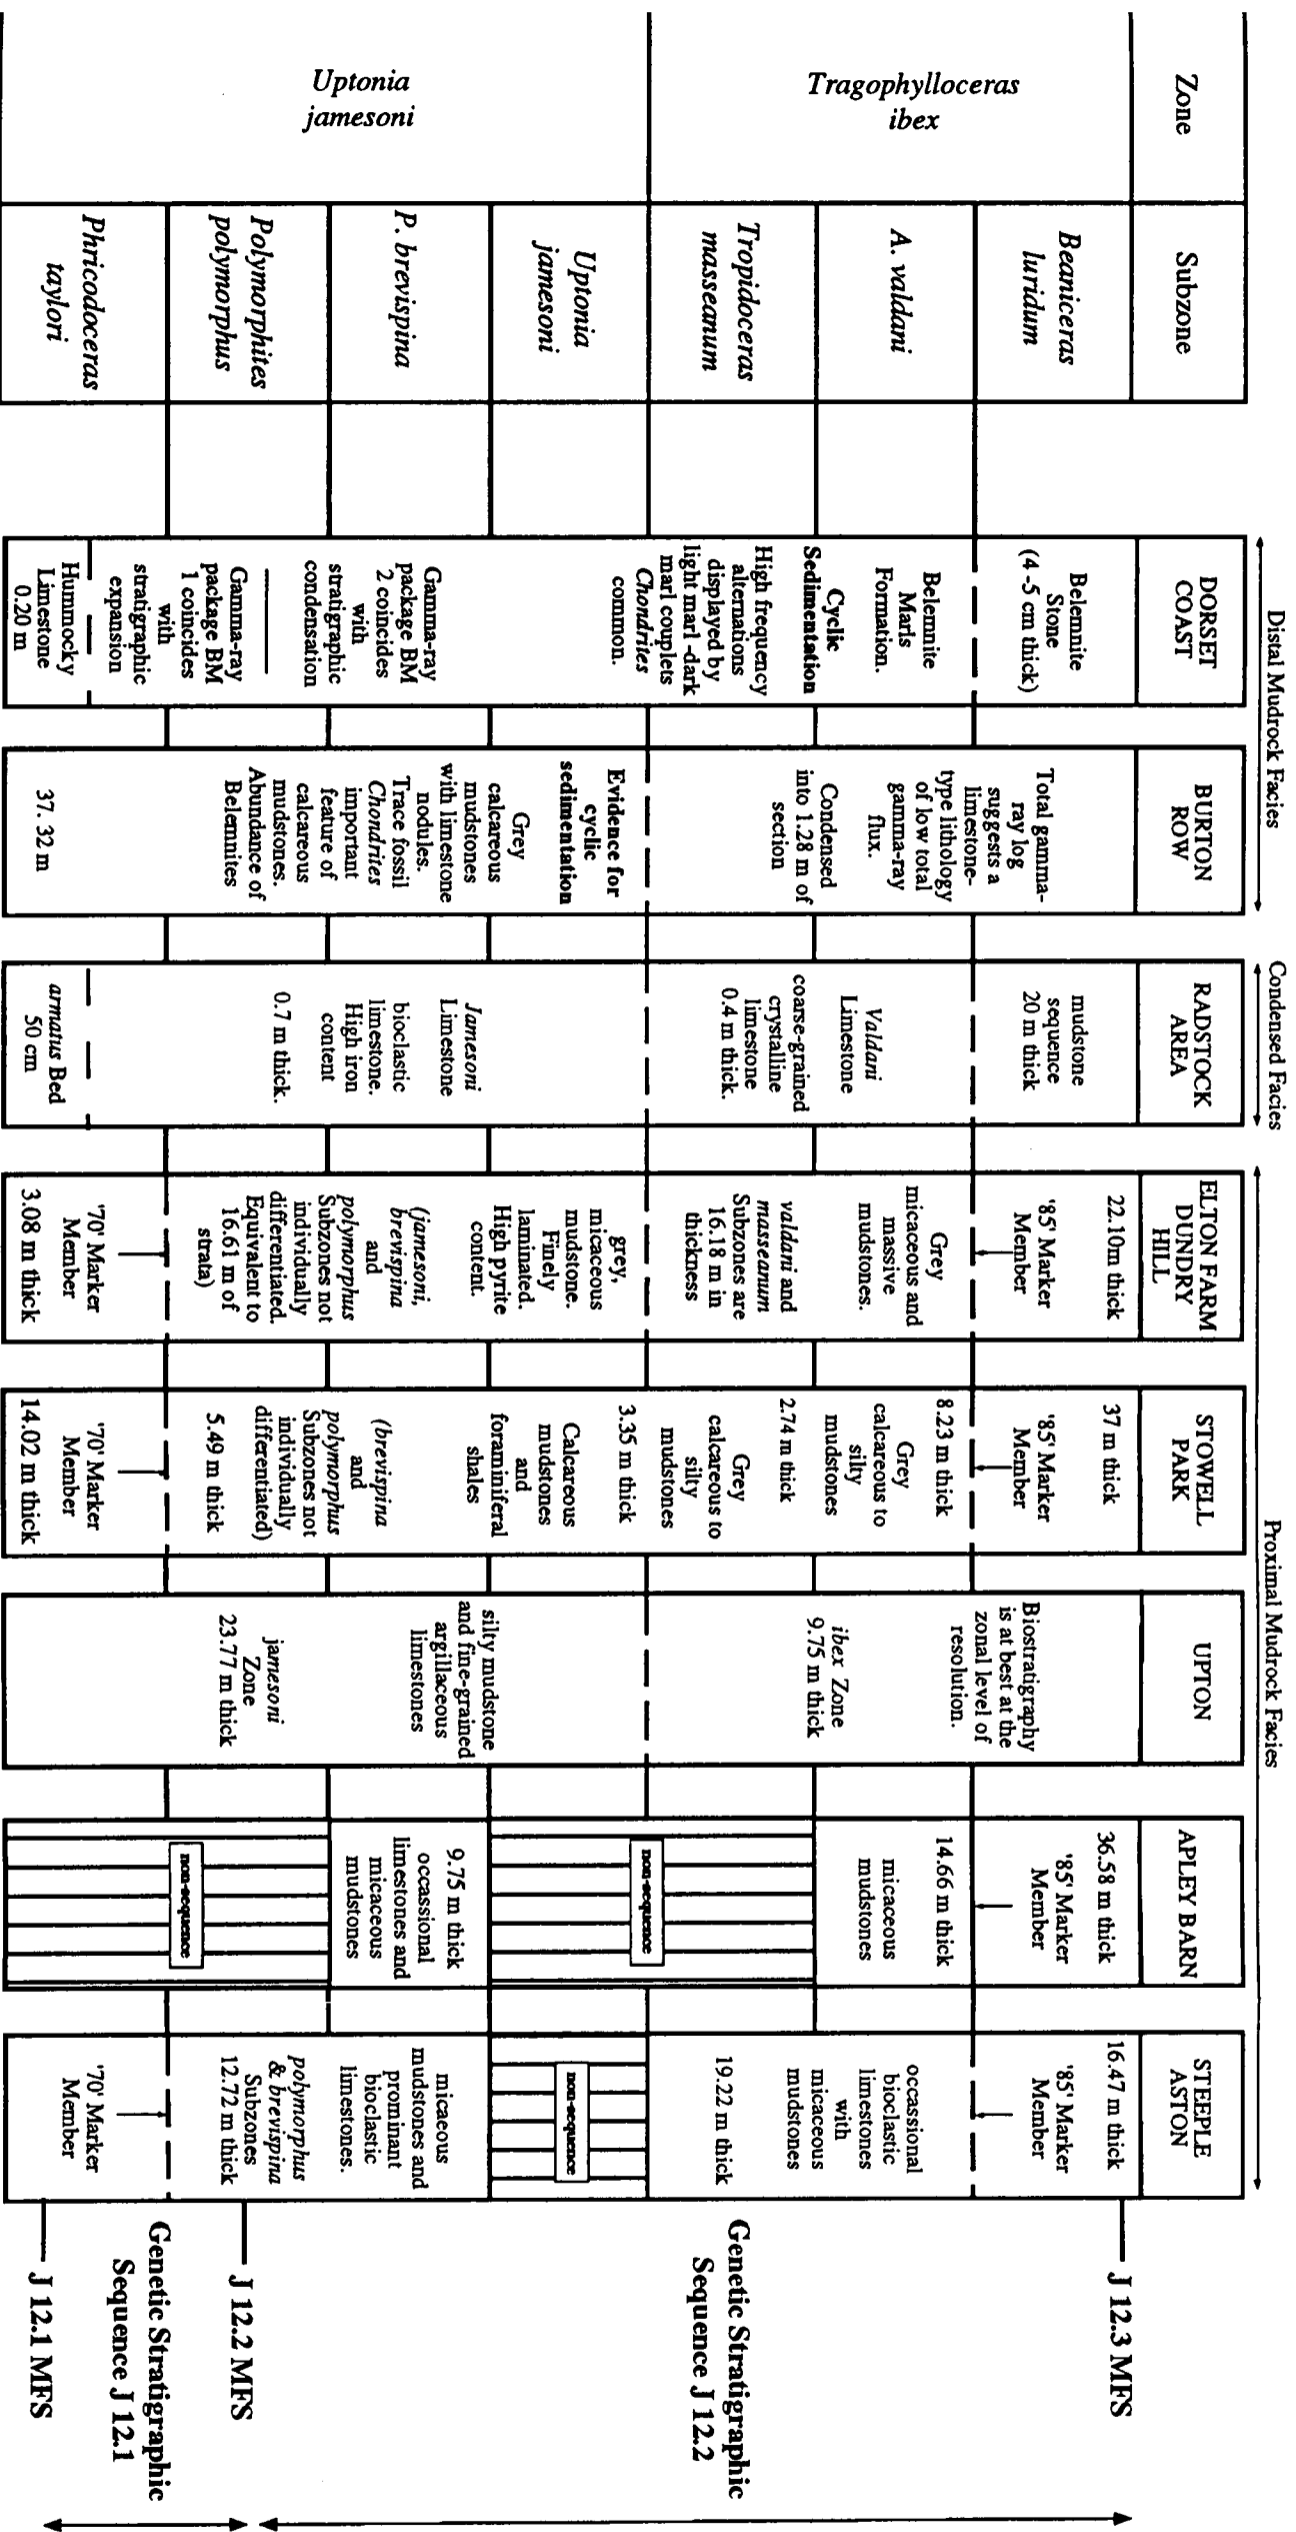 Zone
Subzone
Tragophylloceras
ibex
Uptonia
jamesoni
Beaniceras
luridum
A. valdani
Tropidoceras
masseanum
Uptonia
jamesoni
P. brevispina
Polymorphites
polymorphus
Phricodoceras
taylori
Distal Mudrock Facies
DORSET
COAST
Belemnite
Stone
(4 -5 cm thick)
Belemnite
Marls
Formation.
Cyclic
Sedimentation
High frequency
alternations
displayed by
light marl -dark
marl couplets
Chondrites
common.
Gamma-ray
package BM
2 coincides
with
stratigraphic
condensation
Gamma-ray
package BM
1 coincides
with
stratigraphic
expansion
Hummocky
Limestone
0.20 m
BURTON
ROW
Total gamma-
ray log
suggests a
limestone-
type lithology
of low total
gamma-ray
flux.
Condensed
into 1.28 m of
section
Evidence for
cyclic
sedimentation
Grey
calcareous
mudstones
with limestone
nodules.
Trace fossil
Chondrites
important
feature of
calcareous
mudstones.
Abundance of
Belemnites
37. 32 m
Condensed Facies
RADSTOCK
AREA
mudstone
sequence
20 m thick
Valdani
Limestone
coarse-grained
crystalline
limestone
0.4 m thick.
Jamesoni
Limestone
bioclastic
limestone.
High iron
content
0.7 m thick.
armatus Bed
50 cm
Proximal Mudrock Facies
ELTON FARM
DUNDRY
HILL
22.10m thick
'85' Marker
Member
Grey
micaceous and
massive
mudstones.
valdani and
masseanum
Subzones are
16.18 m in
thickness
grey,
micaceous
mudstone.
Finely
laminated.
High pyrite
content.
(jamesoni,
brevispina
and
polymorphus
Subzones not
individually
differentiated.
Equivalent to
16.61 m of
strata)
'70' Marker
Member
3.08 m thick
STOWELL
PARK
37 m thick
'85' Marker
Member
8.23 m thick
Grey
calcareous to
silty
mudstones
2.74 m thick
Grey
calcareous to
silty
mudstones
3.35 m thick
Calcareous
mudstones
and
foraminiferal
shales
(brevispina
and
polymorphus
Subzones not
individually
differentiated)
5.49 m thick
'70' Marker
Member
14.02 m thick
UPTON
Biostratigraphy
is at best at the
zonal level of
resolution.
ibex Zone
9.75 m thick
silty mudstone
and fine-grained
argillaceous
limestones
jamesoni
Zone
23.77 m thick
APLEY BARN
36.58 m thick
'85' Marker
Member
14.66 m thick
micaceous
mudstones
non-sequence
9.75 m thick
occassional
limestones and
micaceous
mudstones
non-sequence
STEEPLE
ASTON
16.47 m thick
'85' Marker
Member
occassional
bioclastic
limestones
with
micaceous
mudstones
19.22 m thick
non-sequence
micaeous
mudstones and
prominant
bioclastic
limestones.
polymorphus
& brevispina
Subzones
12.72 m thick
'70' Marker
Member
J 12.3 MFS
Genetic Stratigraphic
Sequence J 12.2
J 12.2 MFS
Genetic Stratigraphic
Sequence J 12.1
J 12.1 MFS